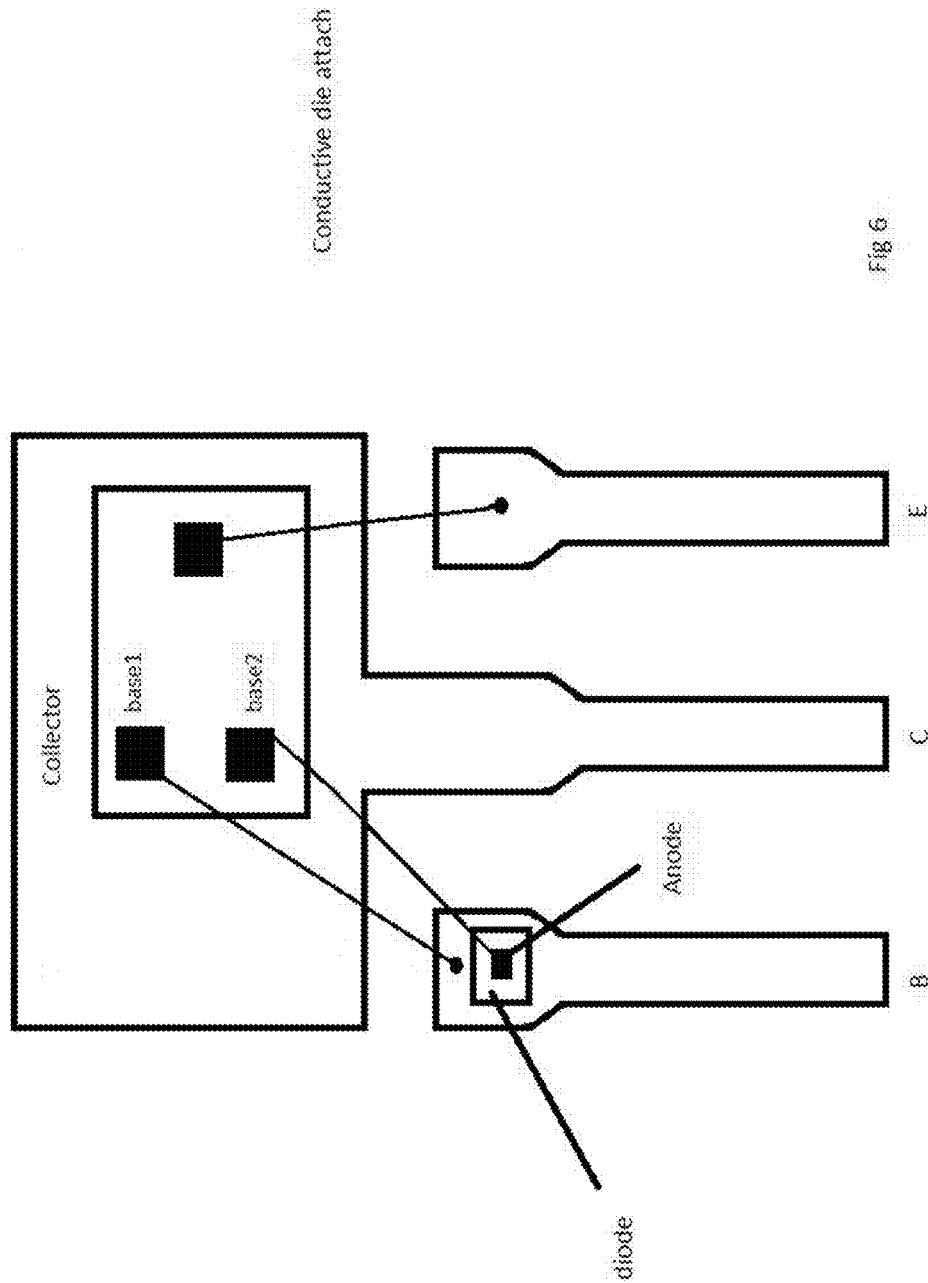 Conductive die attach
Collector
base1
base2
Anode
diode
B
C
E
Fig 6